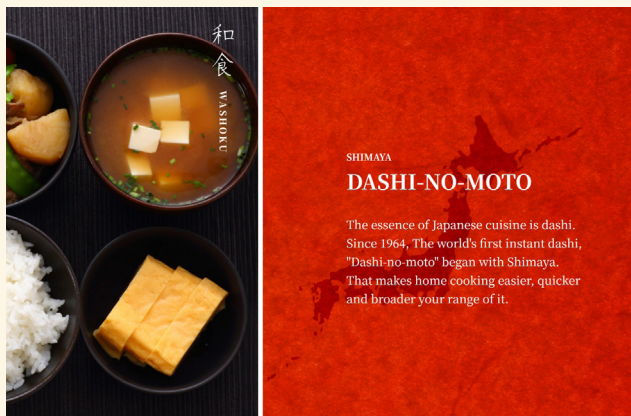 和食
WASHOKU
SHIMAYA
DASHI-NO-MOTO
The essence of Japanese cuisine is dashi.
Since 1964, The world's first instant dashi,
"Dashi-no-moto" began with Shimaya.
That makes home cooking easier, quicker
and broader your range of it.